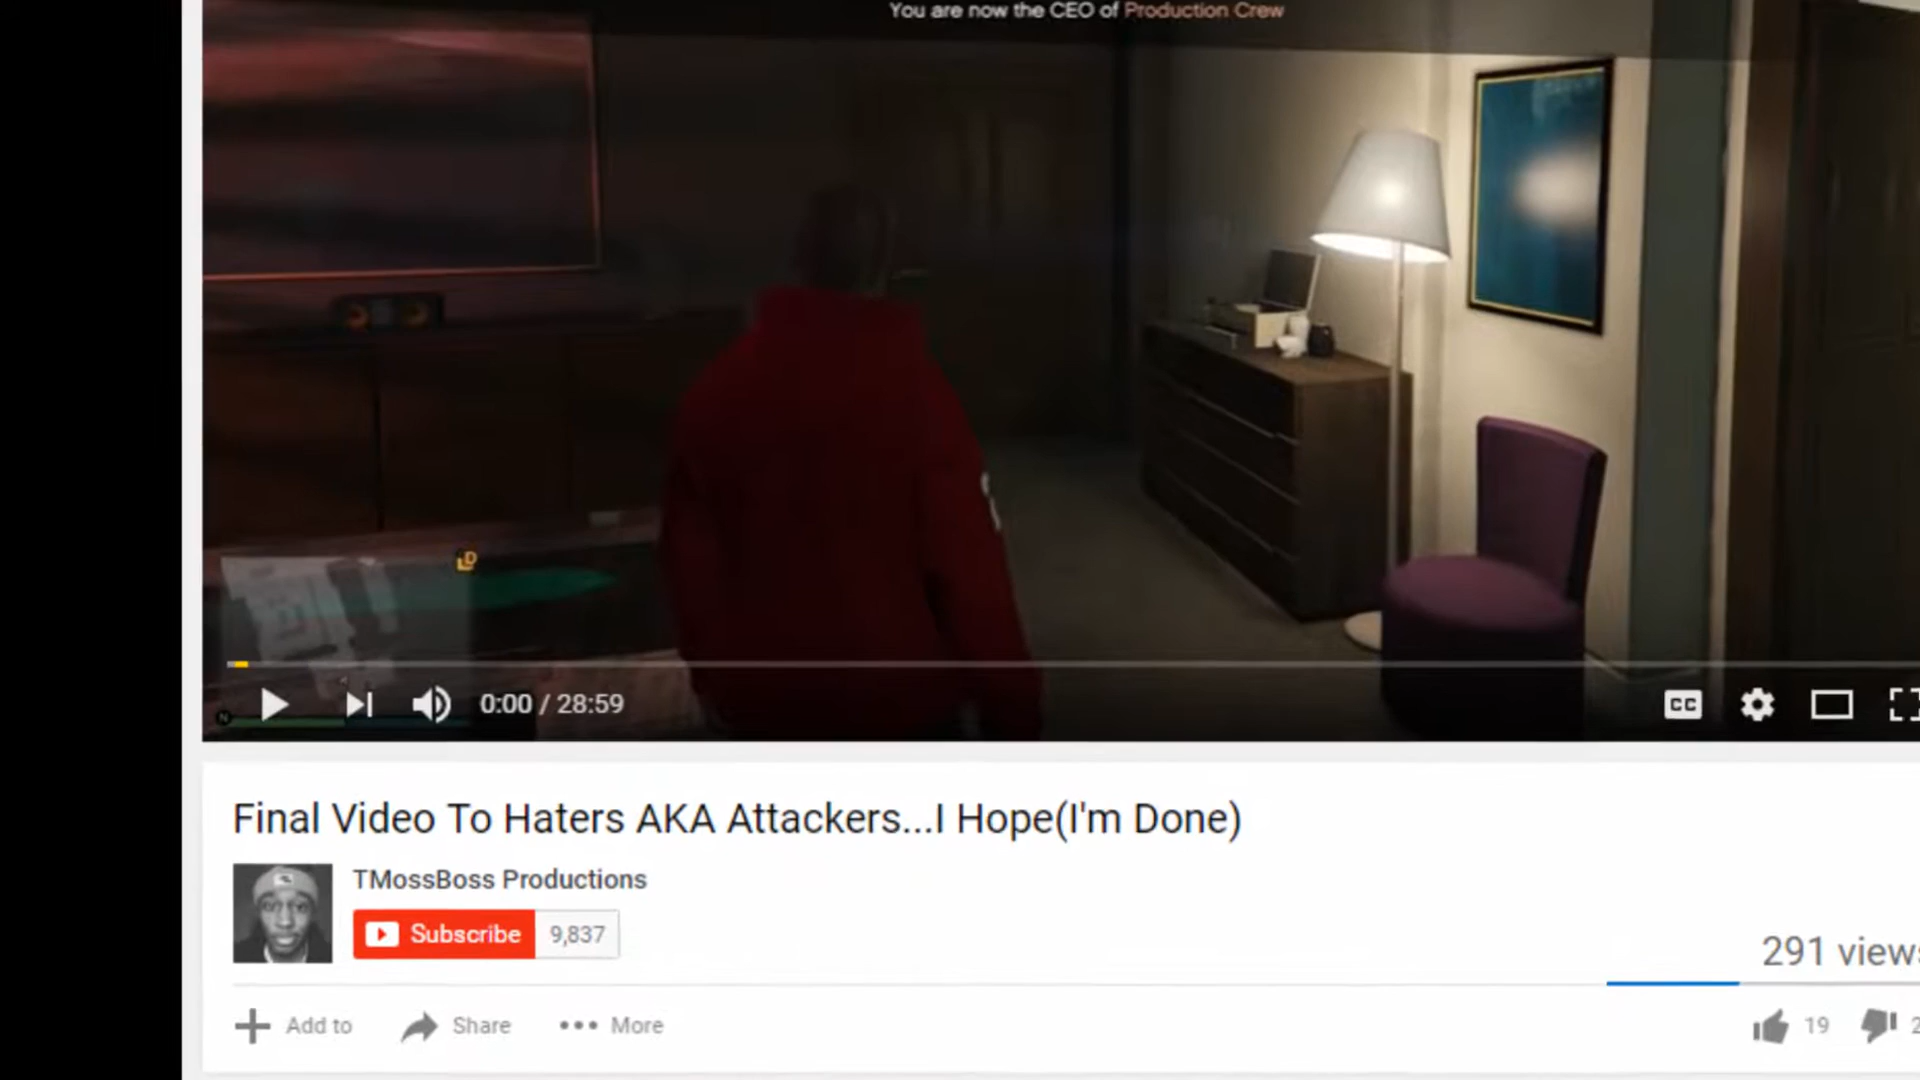 You are now the CEO of Production Crew
0:00 / 28:59
CC
Final Video To Haters AKA Attackers...I Hope(I'm Done)
TMossBoss Productions
Subscribe 9,837
291 views
Add to Share More
19